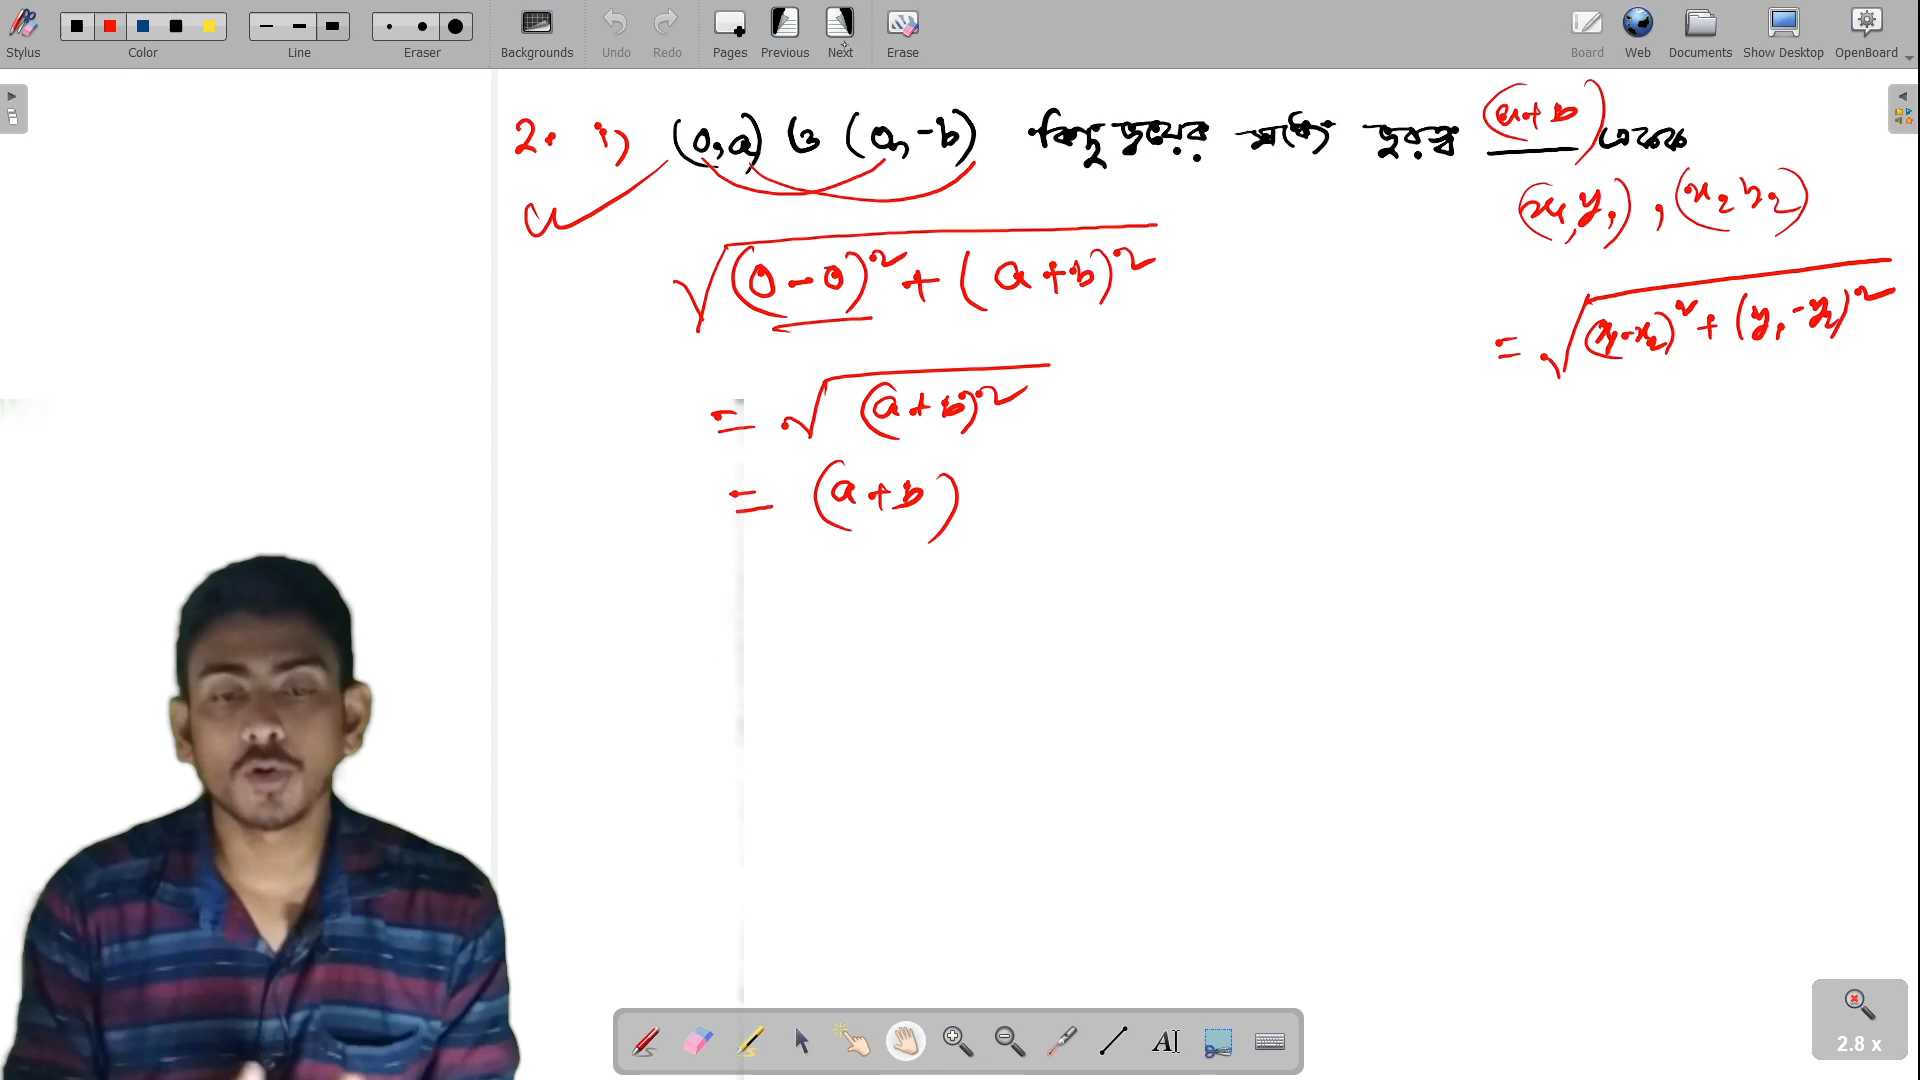 Stylus Color Line Eraser Backgrounds Undo Redo Pages Previous Next Erase Board Web Documents Show Desktop OpenBoard
2. i) (0, a) ও (0, -b) বিন্দুদ্বয়ের মধ্যে দূরত্ব (a+b) একক
(x₁, y₁), (x₂ y₂)
√(0-0)² + (a+b)²
= √(x₁-x₂)² + (y₁-y₂)²
= √(a+b)²
= (a+b)
2.8 x